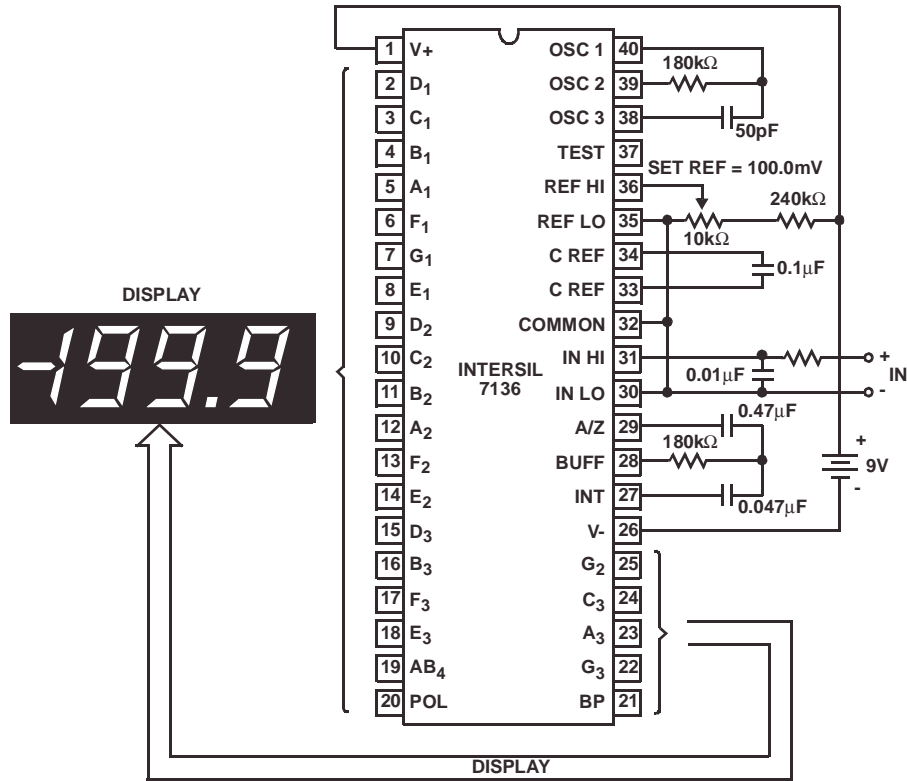 1 V+ OSC 1 40
2 D1 OSC 2 39
3 C1 OSC 3 38
4 B1 TEST 37
5 A1 REF HI 36
6 F1 REF LO 35
7 G1 C REF 34
8 E1 C REF 33
9 D2 COMMON 32
10 C2 IN HI 31
11 B2 IN LO 30
12 A2 A/Z 29
13 F2 BUFF 28
14 E2 INT 27
15 D3 V- 26
16 B3 G2 25
17 F3 C3 24
18 E3 A3 23
19 AB4 G3 22
20 POL BP 21
INTERSIL
7136
180kΩ
50pF
SET REF = 100.0mV
240kΩ
10kΩ
0.1μF
+
IN
-
0.01μF
0.47μF
180kΩ
0.047μF
+
9V
-
DISPLAY
-199.9
DISPLAY